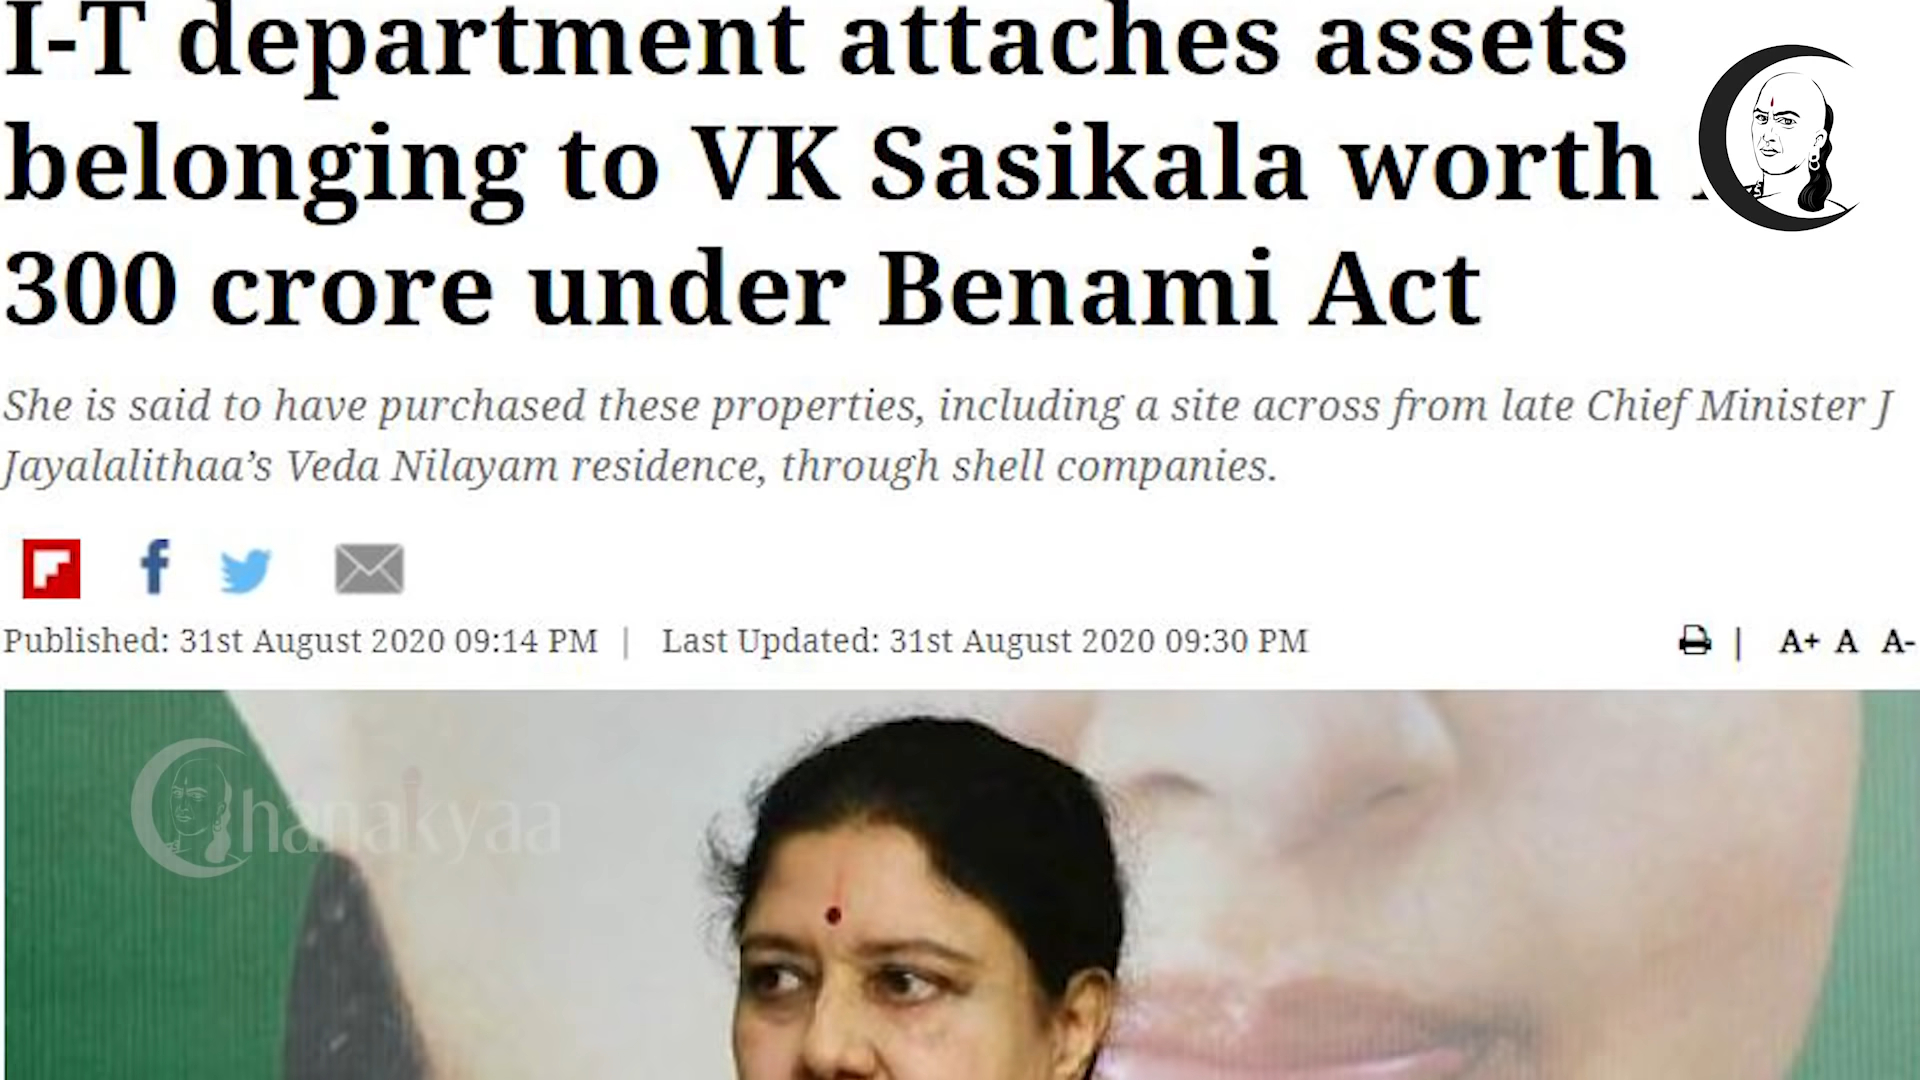 I-T department attaches assets
belonging to VK Sasikala worth
300 crore under Benami Act
She is said to have purchased these properties, including a site across from late Chief Minister J
Jayalalithaa’s Veda Nilayam residence, through shell companies.
Published: 31st August 2020 09:14 PM | Last Updated: 31st August 2020 09:30 PM | A+ A A-
Chanakyaa